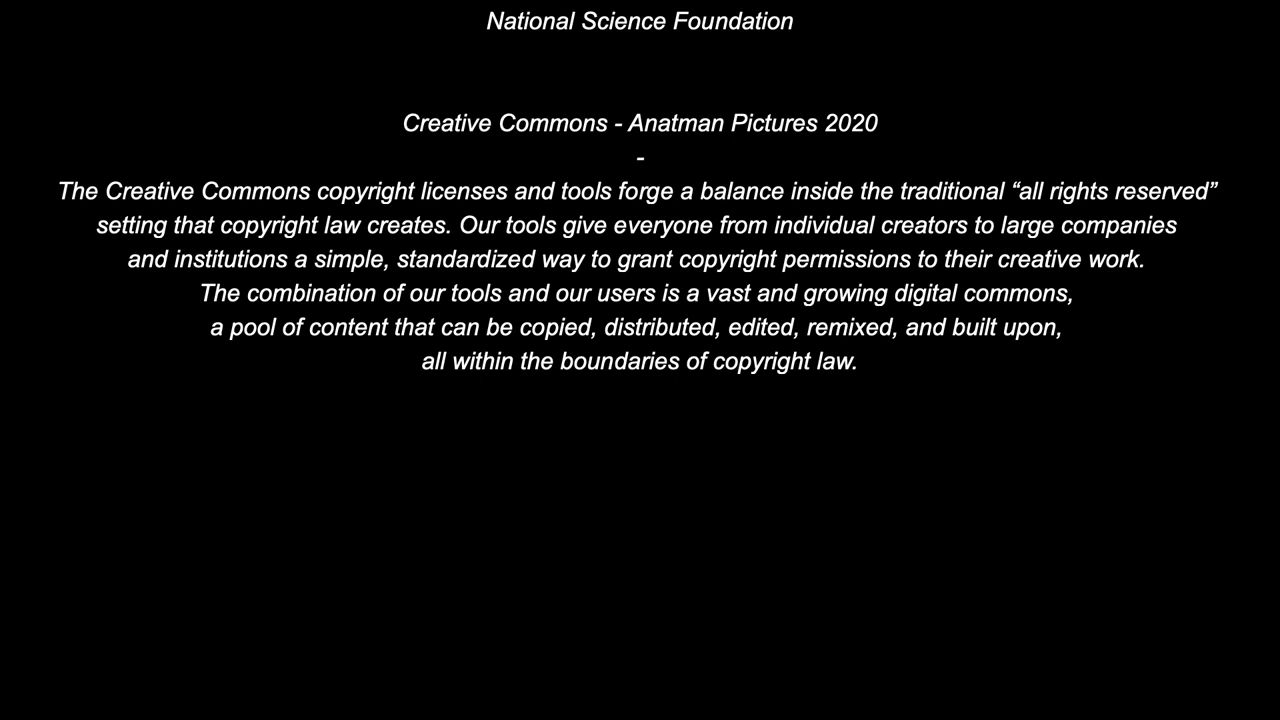 National Science Foundation
Creative Commons - Anatman Pictures 2020
-
The Creative Commons copyright licenses and tools forge a balance inside the traditional “all rights reserved”
setting that copyright law creates. Our tools give everyone from individual creators to large companies
and institutions a simple, standardized way to grant copyright permissions to their creative work.
The combination of our tools and our users is a vast and growing digital commons,
a pool of content that can be copied, distributed, edited, remixed, and built upon,
all within the boundaries of copyright law.